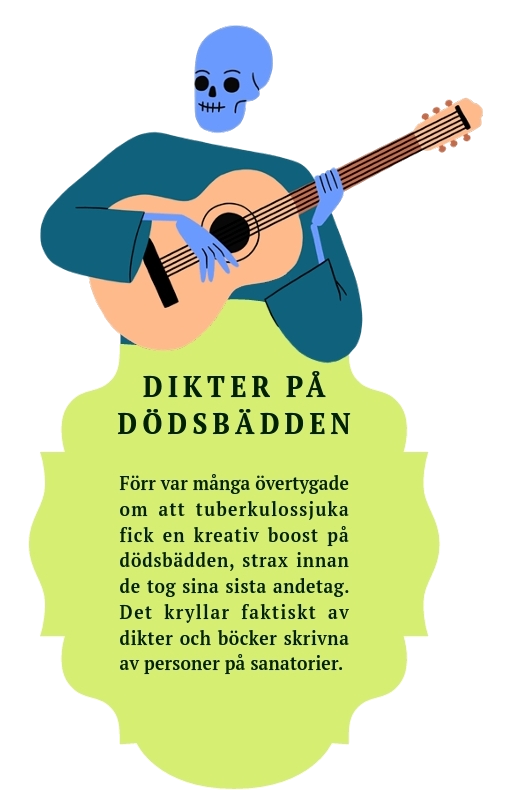 DIKTER PÅ
DÖDSBÄDDEN
Förr var många övertygade
om att tuberkulossjuka
fick en kreativ boost på
dödsbädden, strax innan
de tog sina sista andetag.
Det kryllar faktiskt av
dikter och böcker skrivna
av personer på sanatorier.